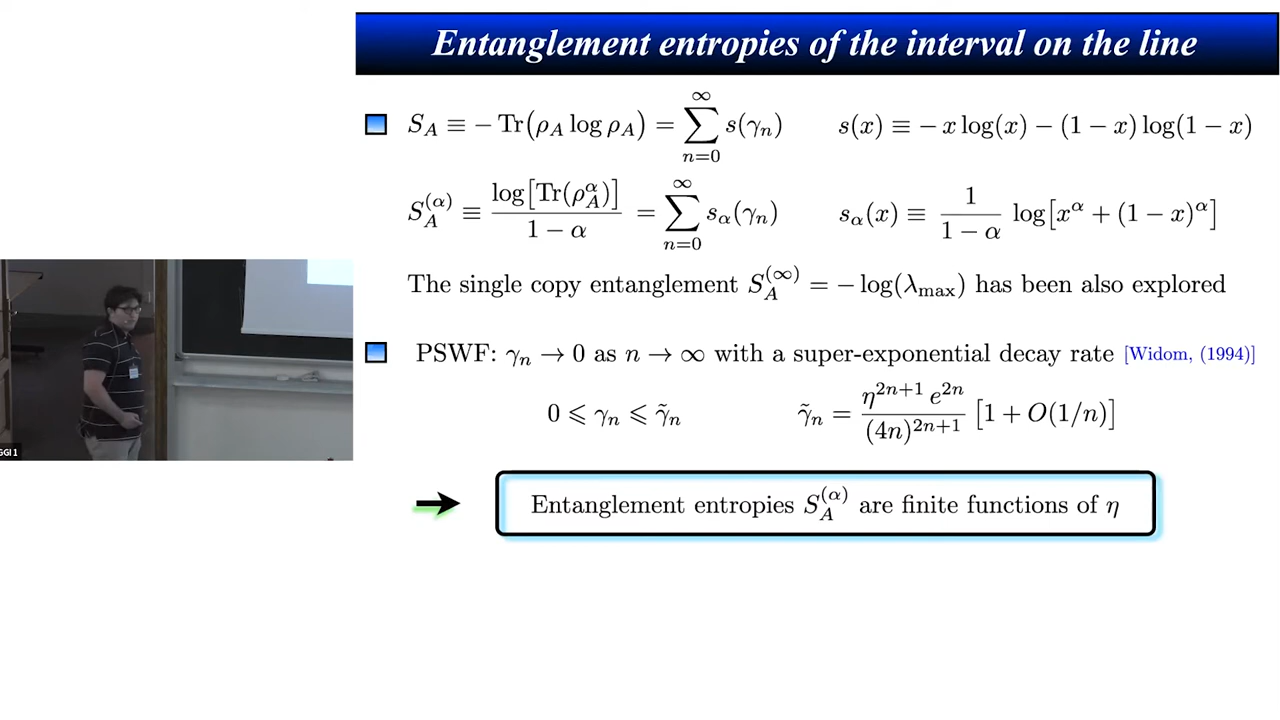 Entanglement entropies of the interval on the line
S_A ≡ − Tr(ρ_A log ρ_A) = ∑_{n=0}^{∞} s(γ_n)   s(x) ≡ − x log(x) − (1 − x) log(1 − x)
S_A^{(α)} ≡ log[Tr(ρ_A^α)] / (1 − α) = ∑_{n=0}^{∞} s_α(γ_n)   s_α(x) ≡ 1/(1 − α) log[x^α + (1 − x)^α]
The single copy entanglement S_A^{(∞)} = − log(λ_max) has been also explored
PSWF: γ_n → 0 as n → ∞ with a super-exponential decay rate [Widom, (1994)]
0 ⩽ γ_n ⩽ γ̃_n   γ̃_n = η^{2n+1} e^{2n} / (4n)^{2n+1} [1 + O(1/n)]
Entanglement entropies S_A^{(α)} are finite functions of η
GGI 1